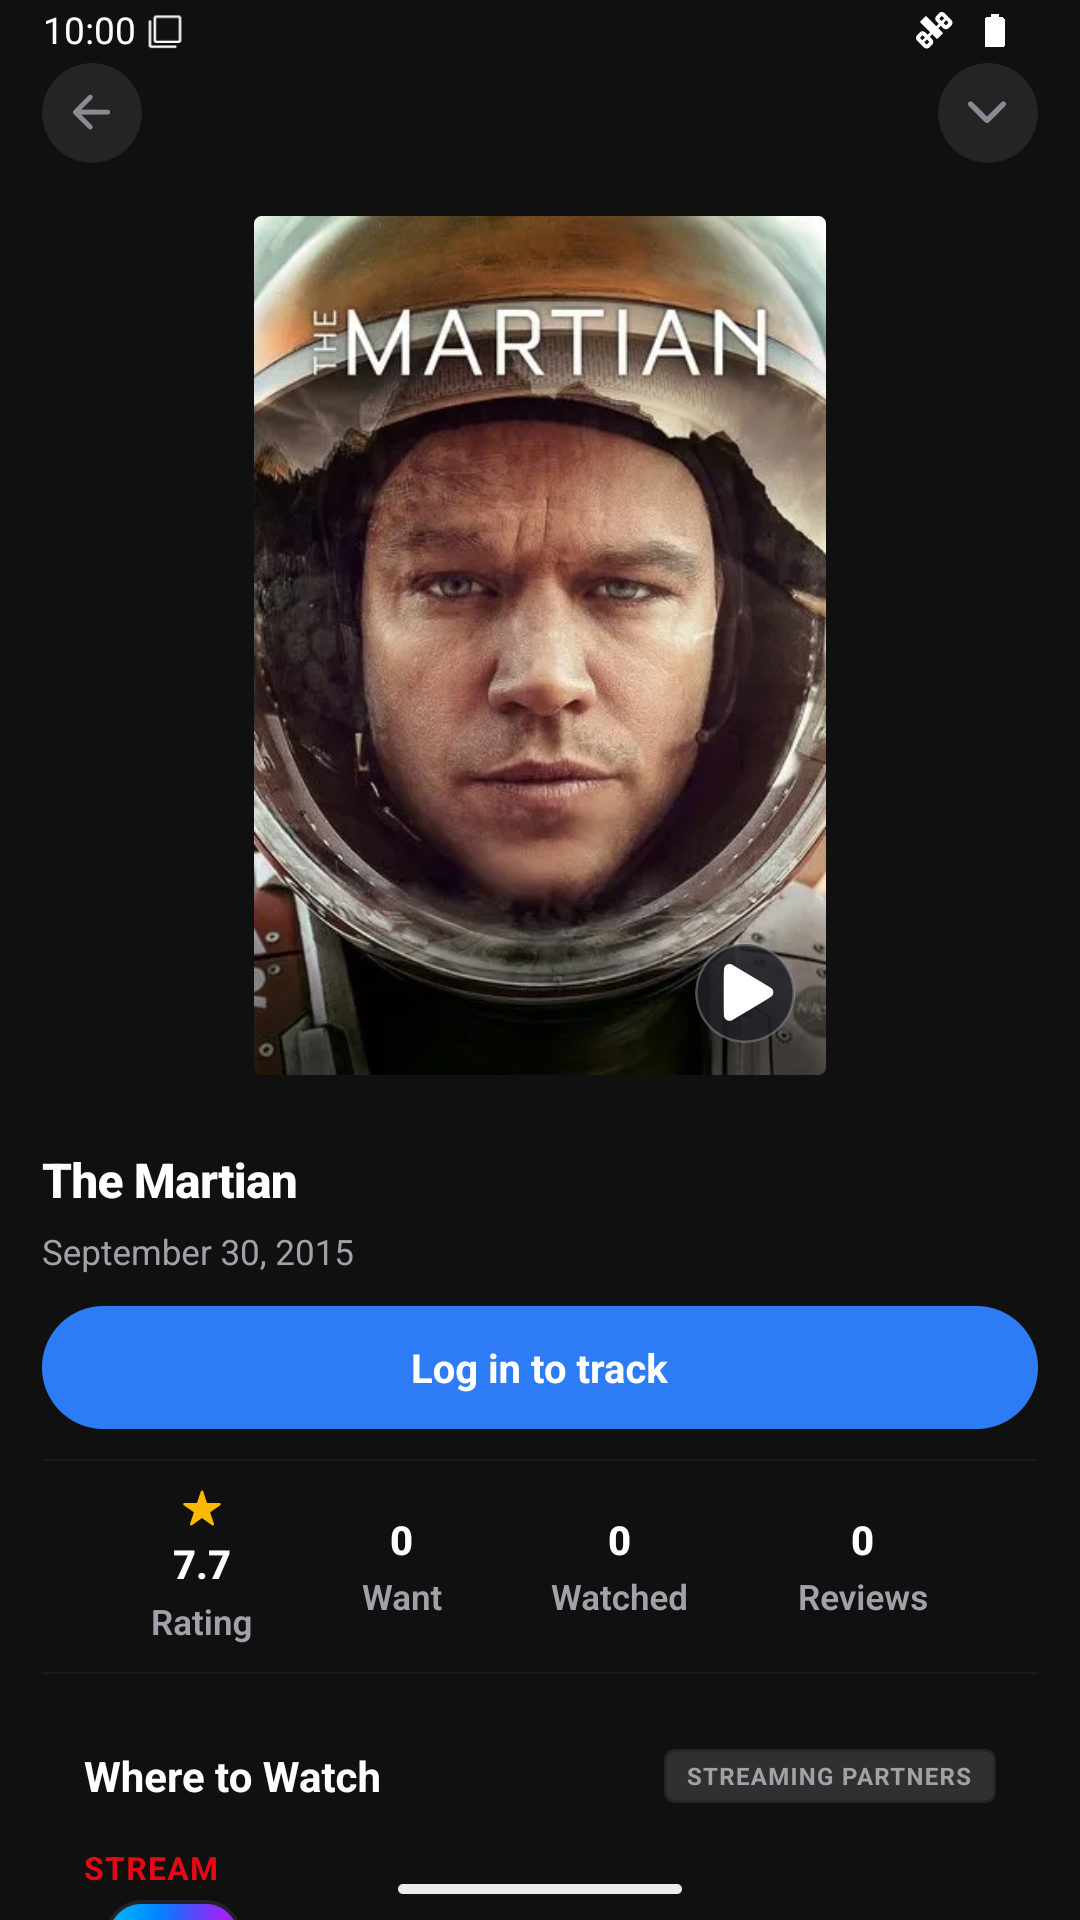 10:00
THE MARTIAN
The Martian
September 30, 2015
Log in to track
7.7
Rating
0
Want
0
Watched
0
Reviews
Where to Watch
STREAMING PARTNERS
STREAM